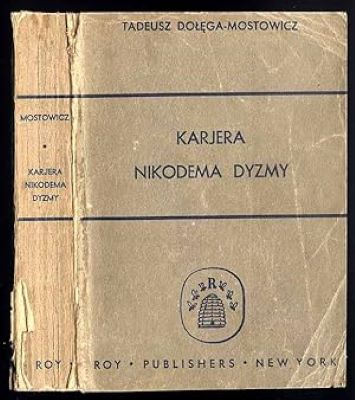 MOSTOWICZ
•
KARJERA
NIKODEMA
DYZMY
ROY •
TADEUSZ DOŁĘGA-MOSTOWICZ
KARJERA
NIKODEMA DYZMY
R
ROY • PUBLISHERS • NEW YORK